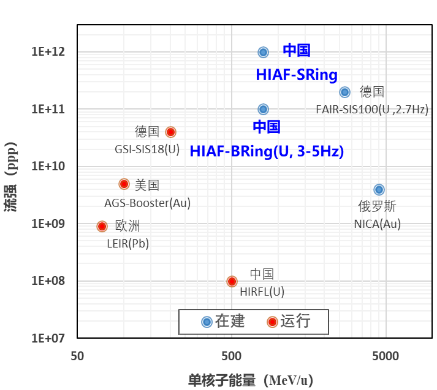 流强（ppp）
1E+12
1E+11
1E+10
1E+09
1E+08
1E+07
中国
HIAF-SRing
德国
FAIR-SIS100(U ,2.7Hz)
中国
HIAF-BRing(U, 3-5Hz)
德国
GSI-SIS18(U)
美国
AGS-Booster(Au)
俄罗斯
NICA(Au)
欧洲
LEIR(Pb)
中国
HIRFL(U)
在建 运行
50 500 5000
单核子能量（MeV/u）